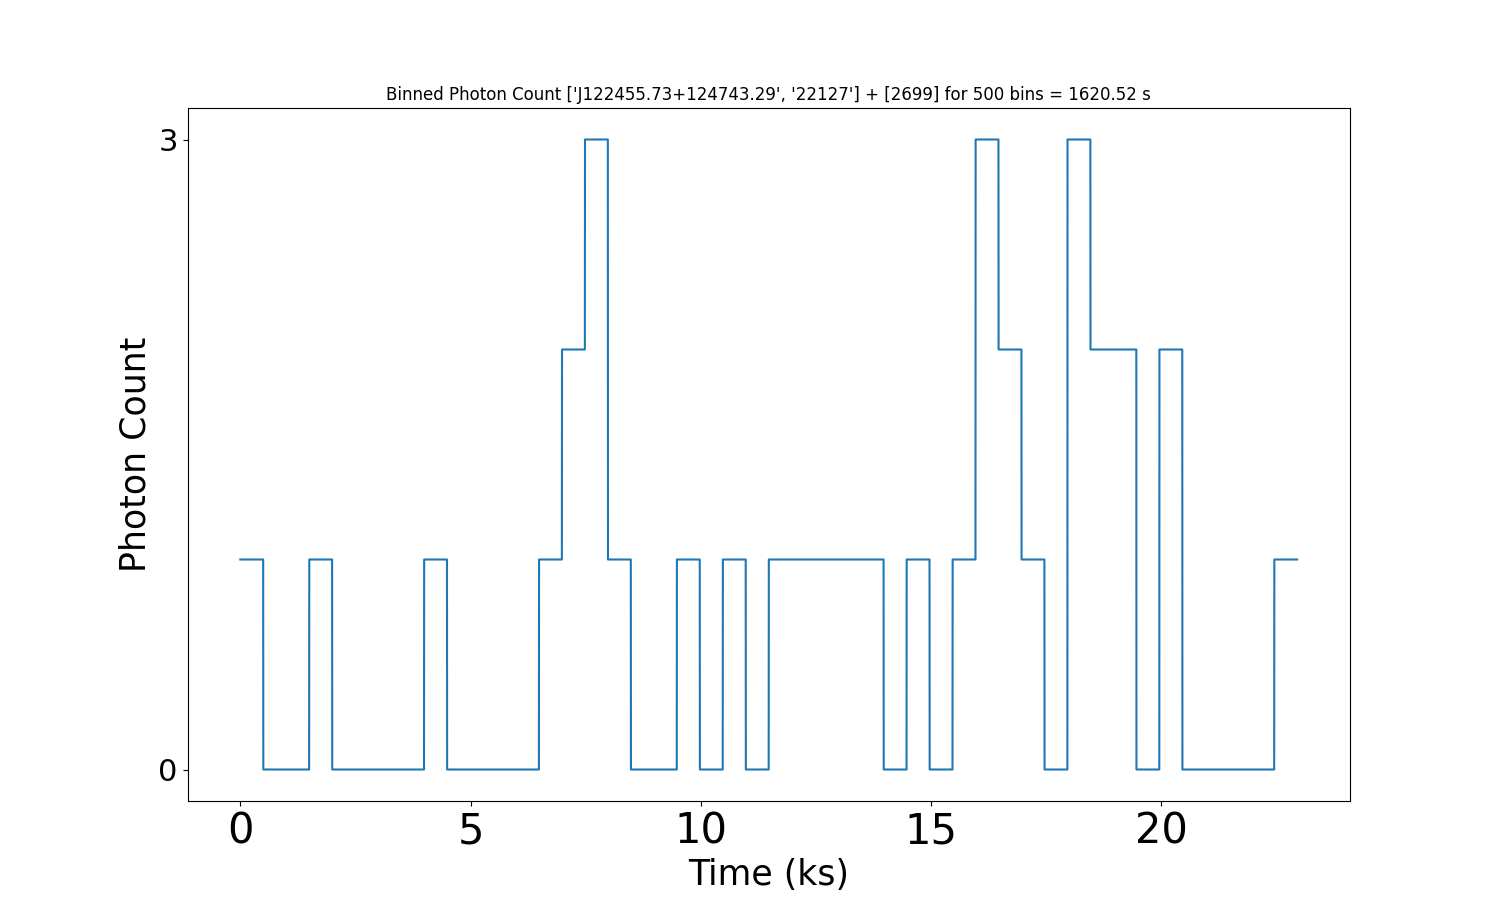 Binned Photon Count ['J122455.73+124743.29', '22127'] + [2699] for 500 bins = 1620.52 s
3
Photon Count
0
0 5 10 15 20
Time (ks)